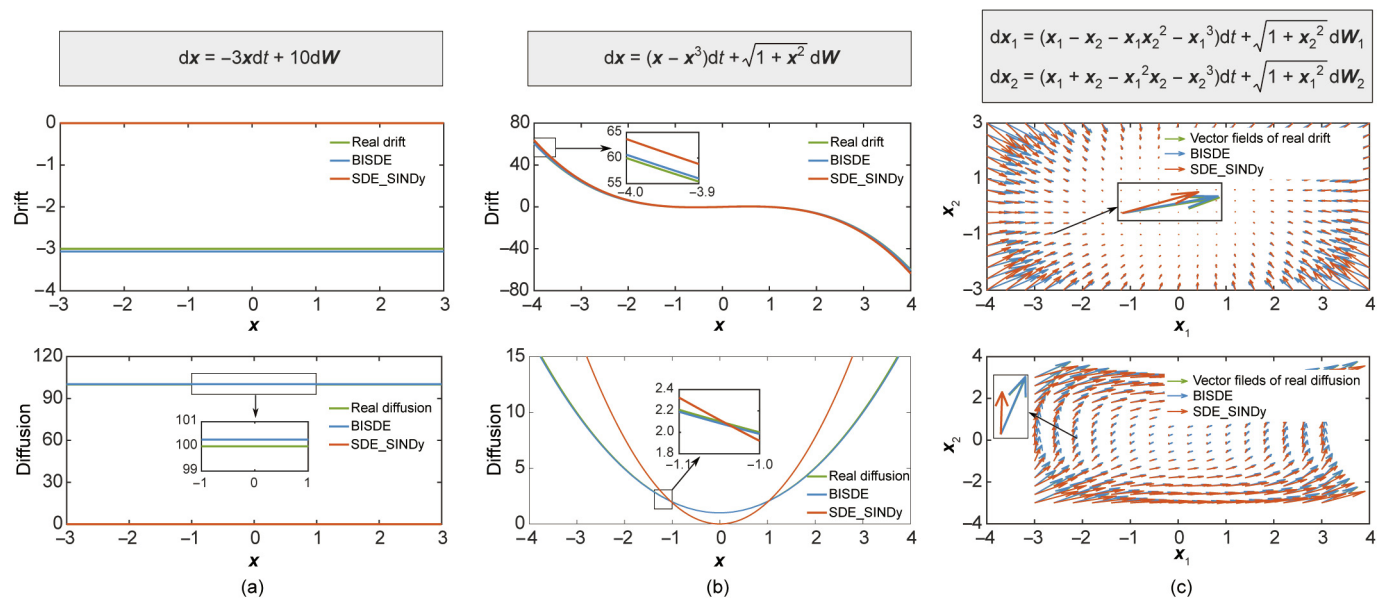 dx = −3xdt + 10dW
Real drift
BISDE
SDE_SINDy
Drift
0
−1
−2
−3
−4
−3 −2 −1 0 1 2 3
x
120
90
60
30
0
Diffusion
Real diffusion
BISDE
SDE_SINDy
101
100
99
−1 0 1
−3 −2 −1 0 1 2 3
x
(a)
dx = (x − x³)dt + √1 + x² dW
80
40
0
−40
−80
Drift
65
60
55
−4.0 −3.9
Real drift
BISDE
SDE_SINDy
−4 −3 −2 −1 0 1 2 3 4
x
15
10
5
0
Diffusion
2.4
2.2
2.0
1.8
−1.1 −1.0
Real diffusion
BISDE
SDE_SINDy
−4 −3 −2 −1 0 1 2 3 4
x
(b)
dx₁ = (x₁ − x₂ − x₁x₂² − x₁³)dt + √1 + x₂² dW₁
dx₂ = (x₁ + x₂ − x₁²x₂ − x₂³)dt + √1 + x₁² dW₂
3
1
−1
−3
x₂
Vector fields of real drift
BISDE
SDE_SINDy
−4 −3 −2 −1 0 1 2 3 4
x₁
4
2
0
−2
−4
x₂
Vector fileds of real diffusion
BISDE
SDE_SINDy
−4 −3 −2 −1 0 1 2 3 4
x₁
(c)